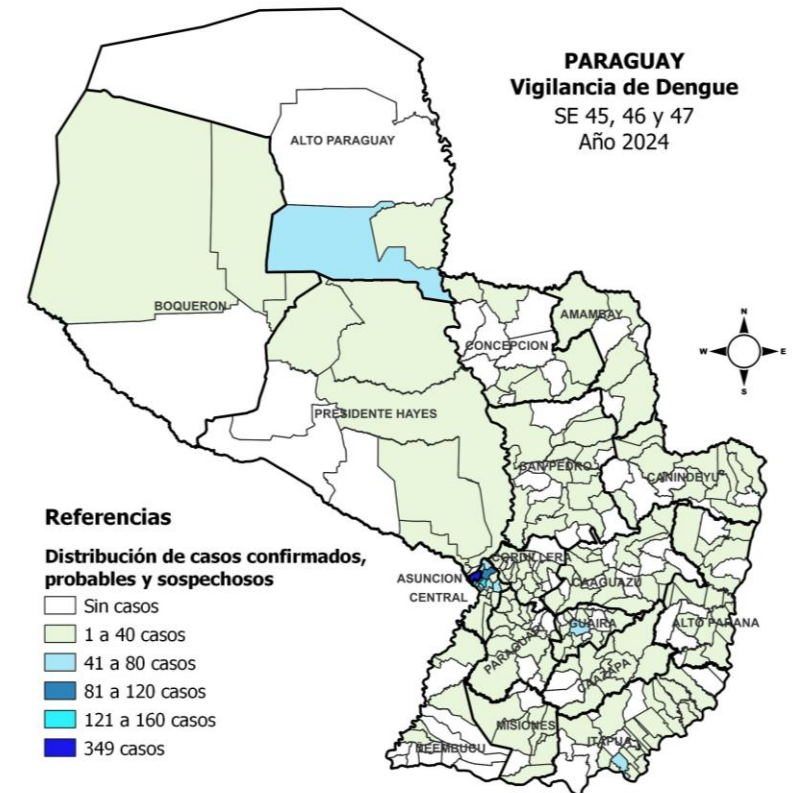 PARAGUAY
Vigilancia de Dengue
SE 45, 46 y 47
Año 2024
ALTO PARAGUAY
BOQUERON
CONCEPCION
AMAMBAY
N
W
E
S
PRESIDENTE HAYES
SAN PEDRO
CANINDEYU
Referencias
Distribución de casos confirmados,
probables y sospechosos
Sin casos
1 a 40 casos
41 a 80 casos
81 a 120 casos
121 a 160 casos
349 casos
CORDILLERA
ASUNCION
CENTRAL
CAAGUAZU
GUAIRA
ALTO PARANA
PARAGUARI
CAAZAPA
MISIONES
ITAPUA
ÑEEMBUCU